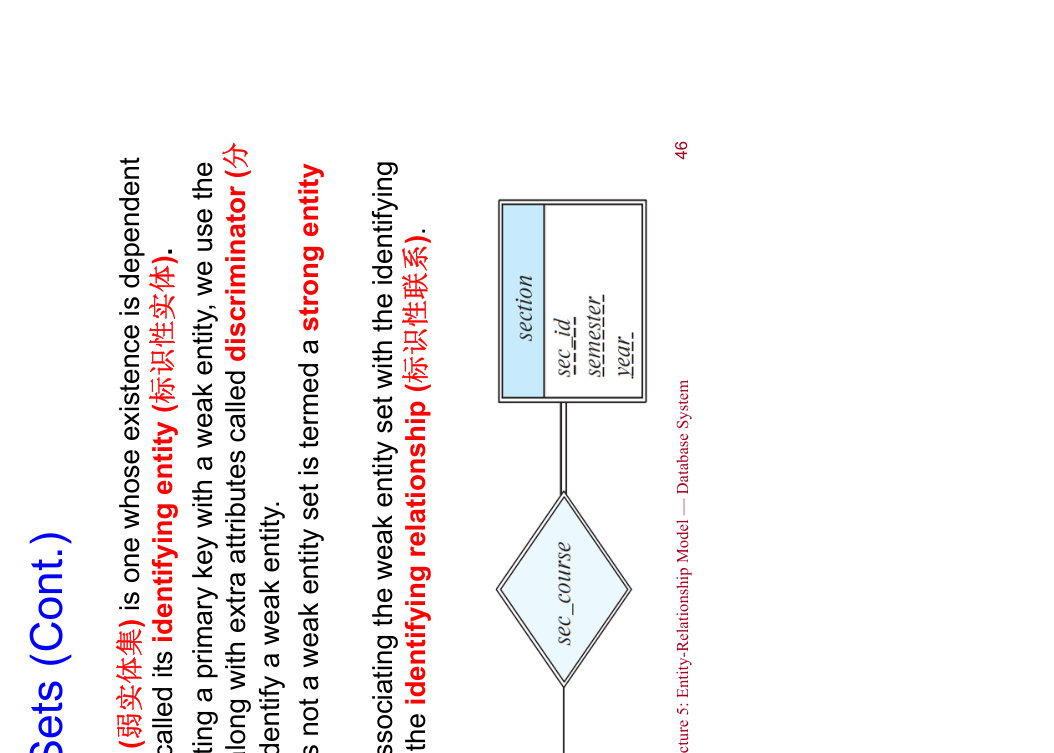 Sets (Cont.)
(弱实体集) is one whose existence is dependent
called its identifying entity (标识性实体).
ting a primary key with a weak entity, we use the
along with extra attributes called discriminator (分
identify a weak entity.
s not a weak entity set is termed a strong entity
ssociating the weak entity set with the identifying
the identifying relationship (标识性联系).
section
sec_id
semester
year
sec_course
cture 5: Entity-Relationship Model — Database System
46